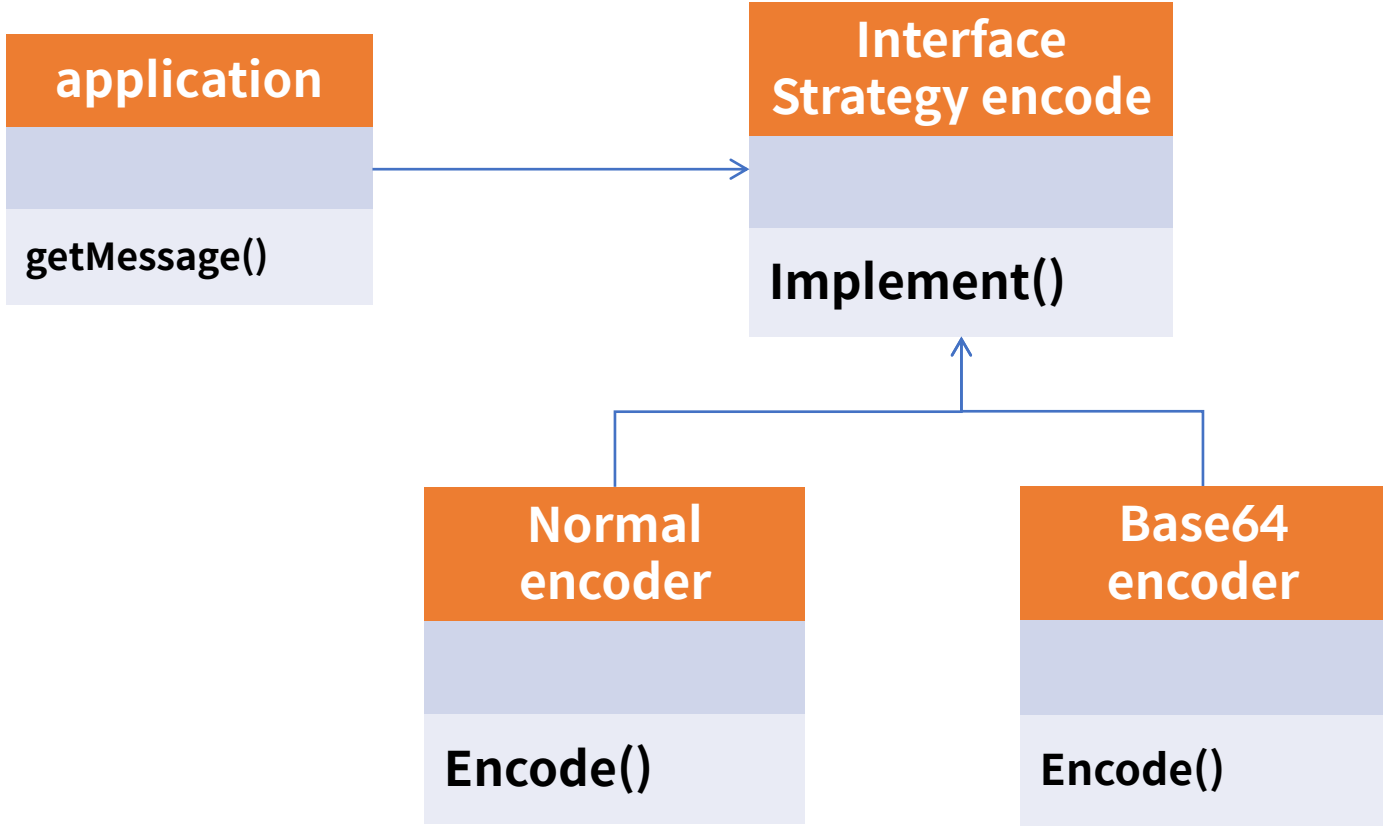 application
getMessage()
Interface
Strategy encode
Implement()
Normal
encoder
Encode()
Base64
encoder
Encode()